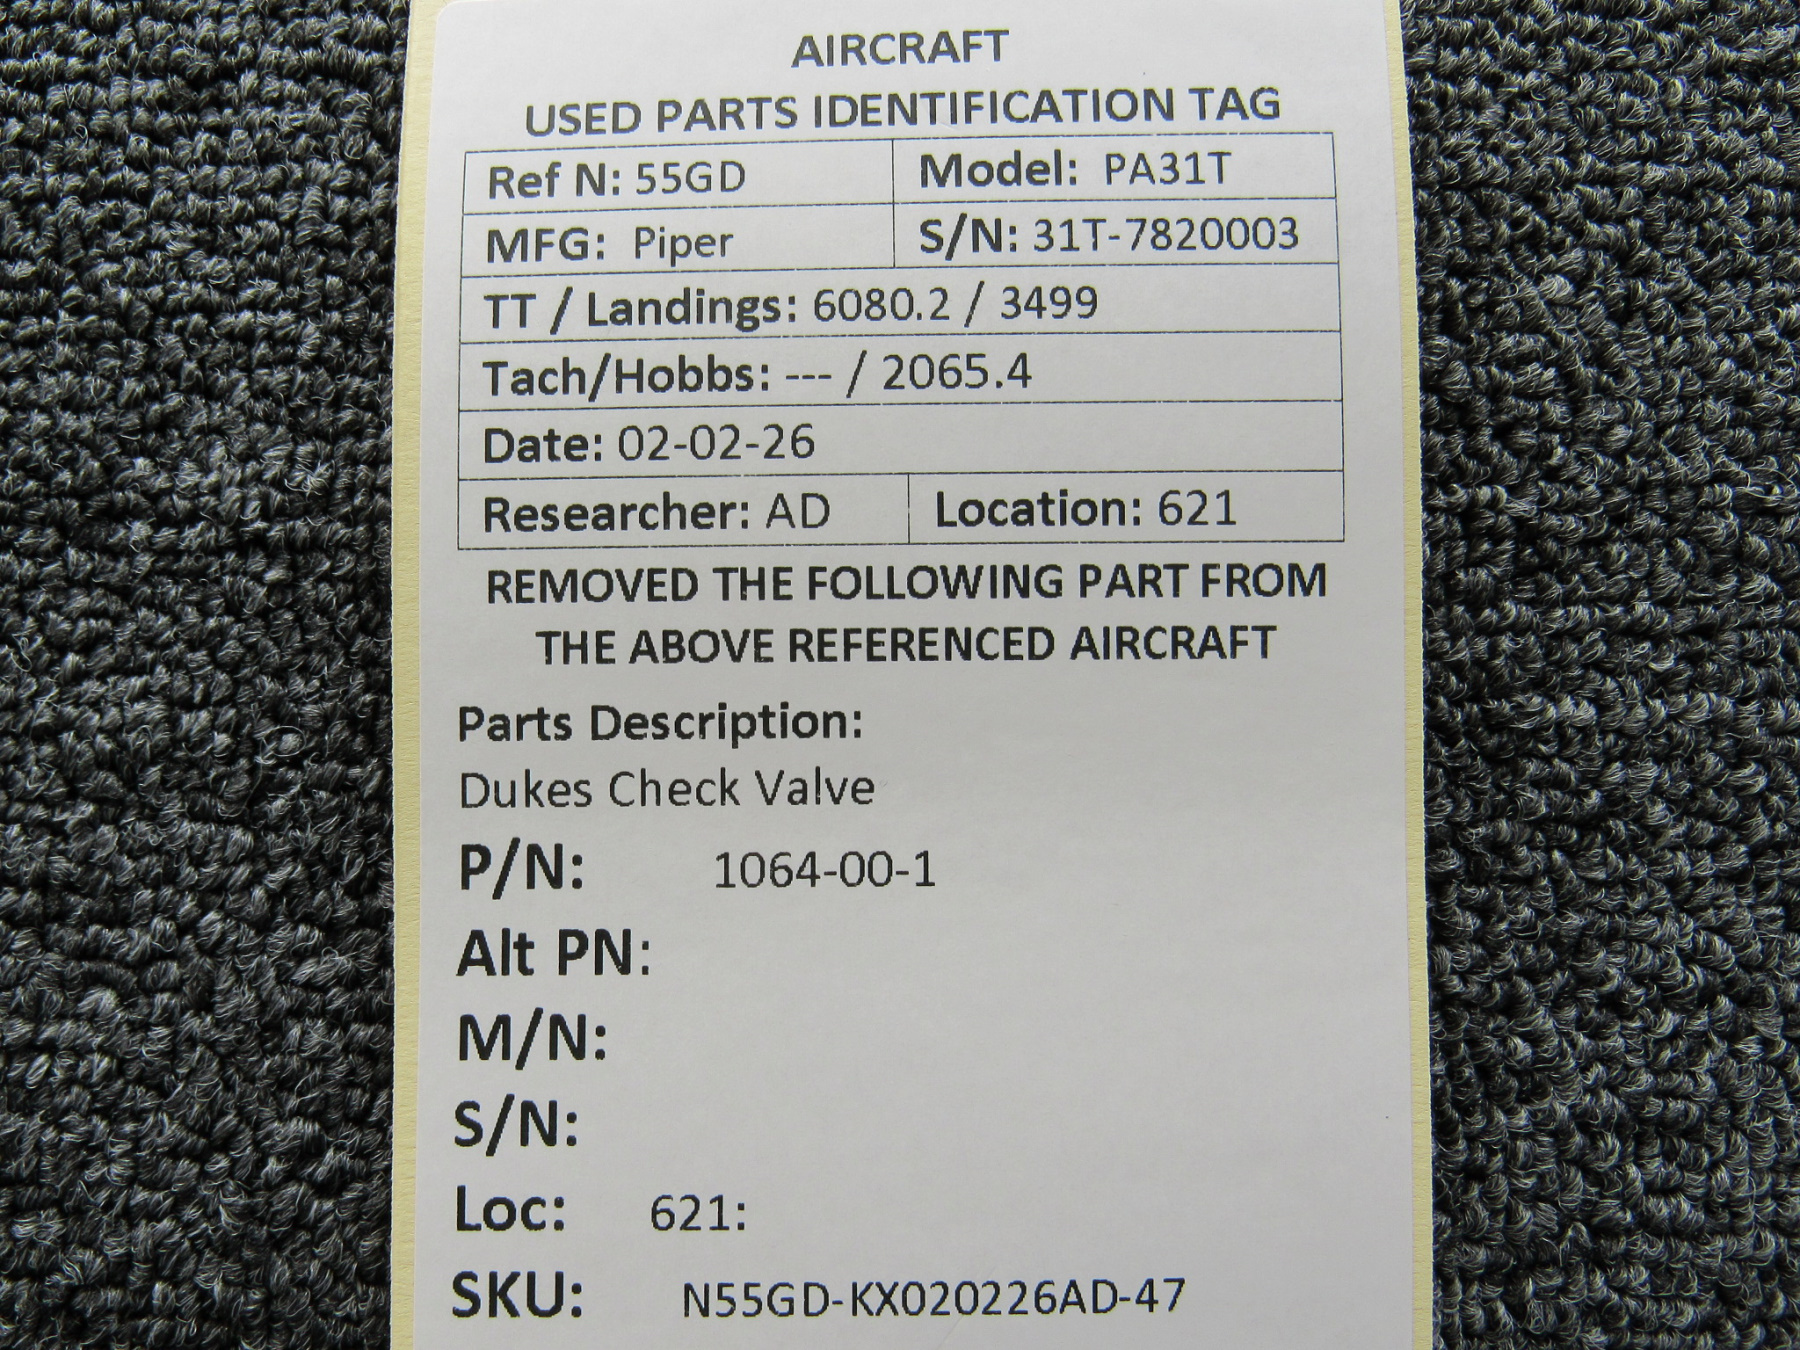 AIRCRAFT
USED PARTS IDENTIFICATION TAG
Ref N: 55GD Model: PA31T
MFG: Piper S/N: 31T-7820003
TT / Landings: 6080.2 / 3499
Tach/Hobbs: --- / 2065.4
Date: 02-02-26
Researcher: AD Location: 621
REMOVED THE FOLLOWING PART FROM
THE ABOVE REFERENCED AIRCRAFT
Parts Description:
Dukes Check Valve
P/N: 1064-00-1
Alt PN:
M/N:
S/N:
Loc: 621:
SKU: N55GD-KX020226AD-47